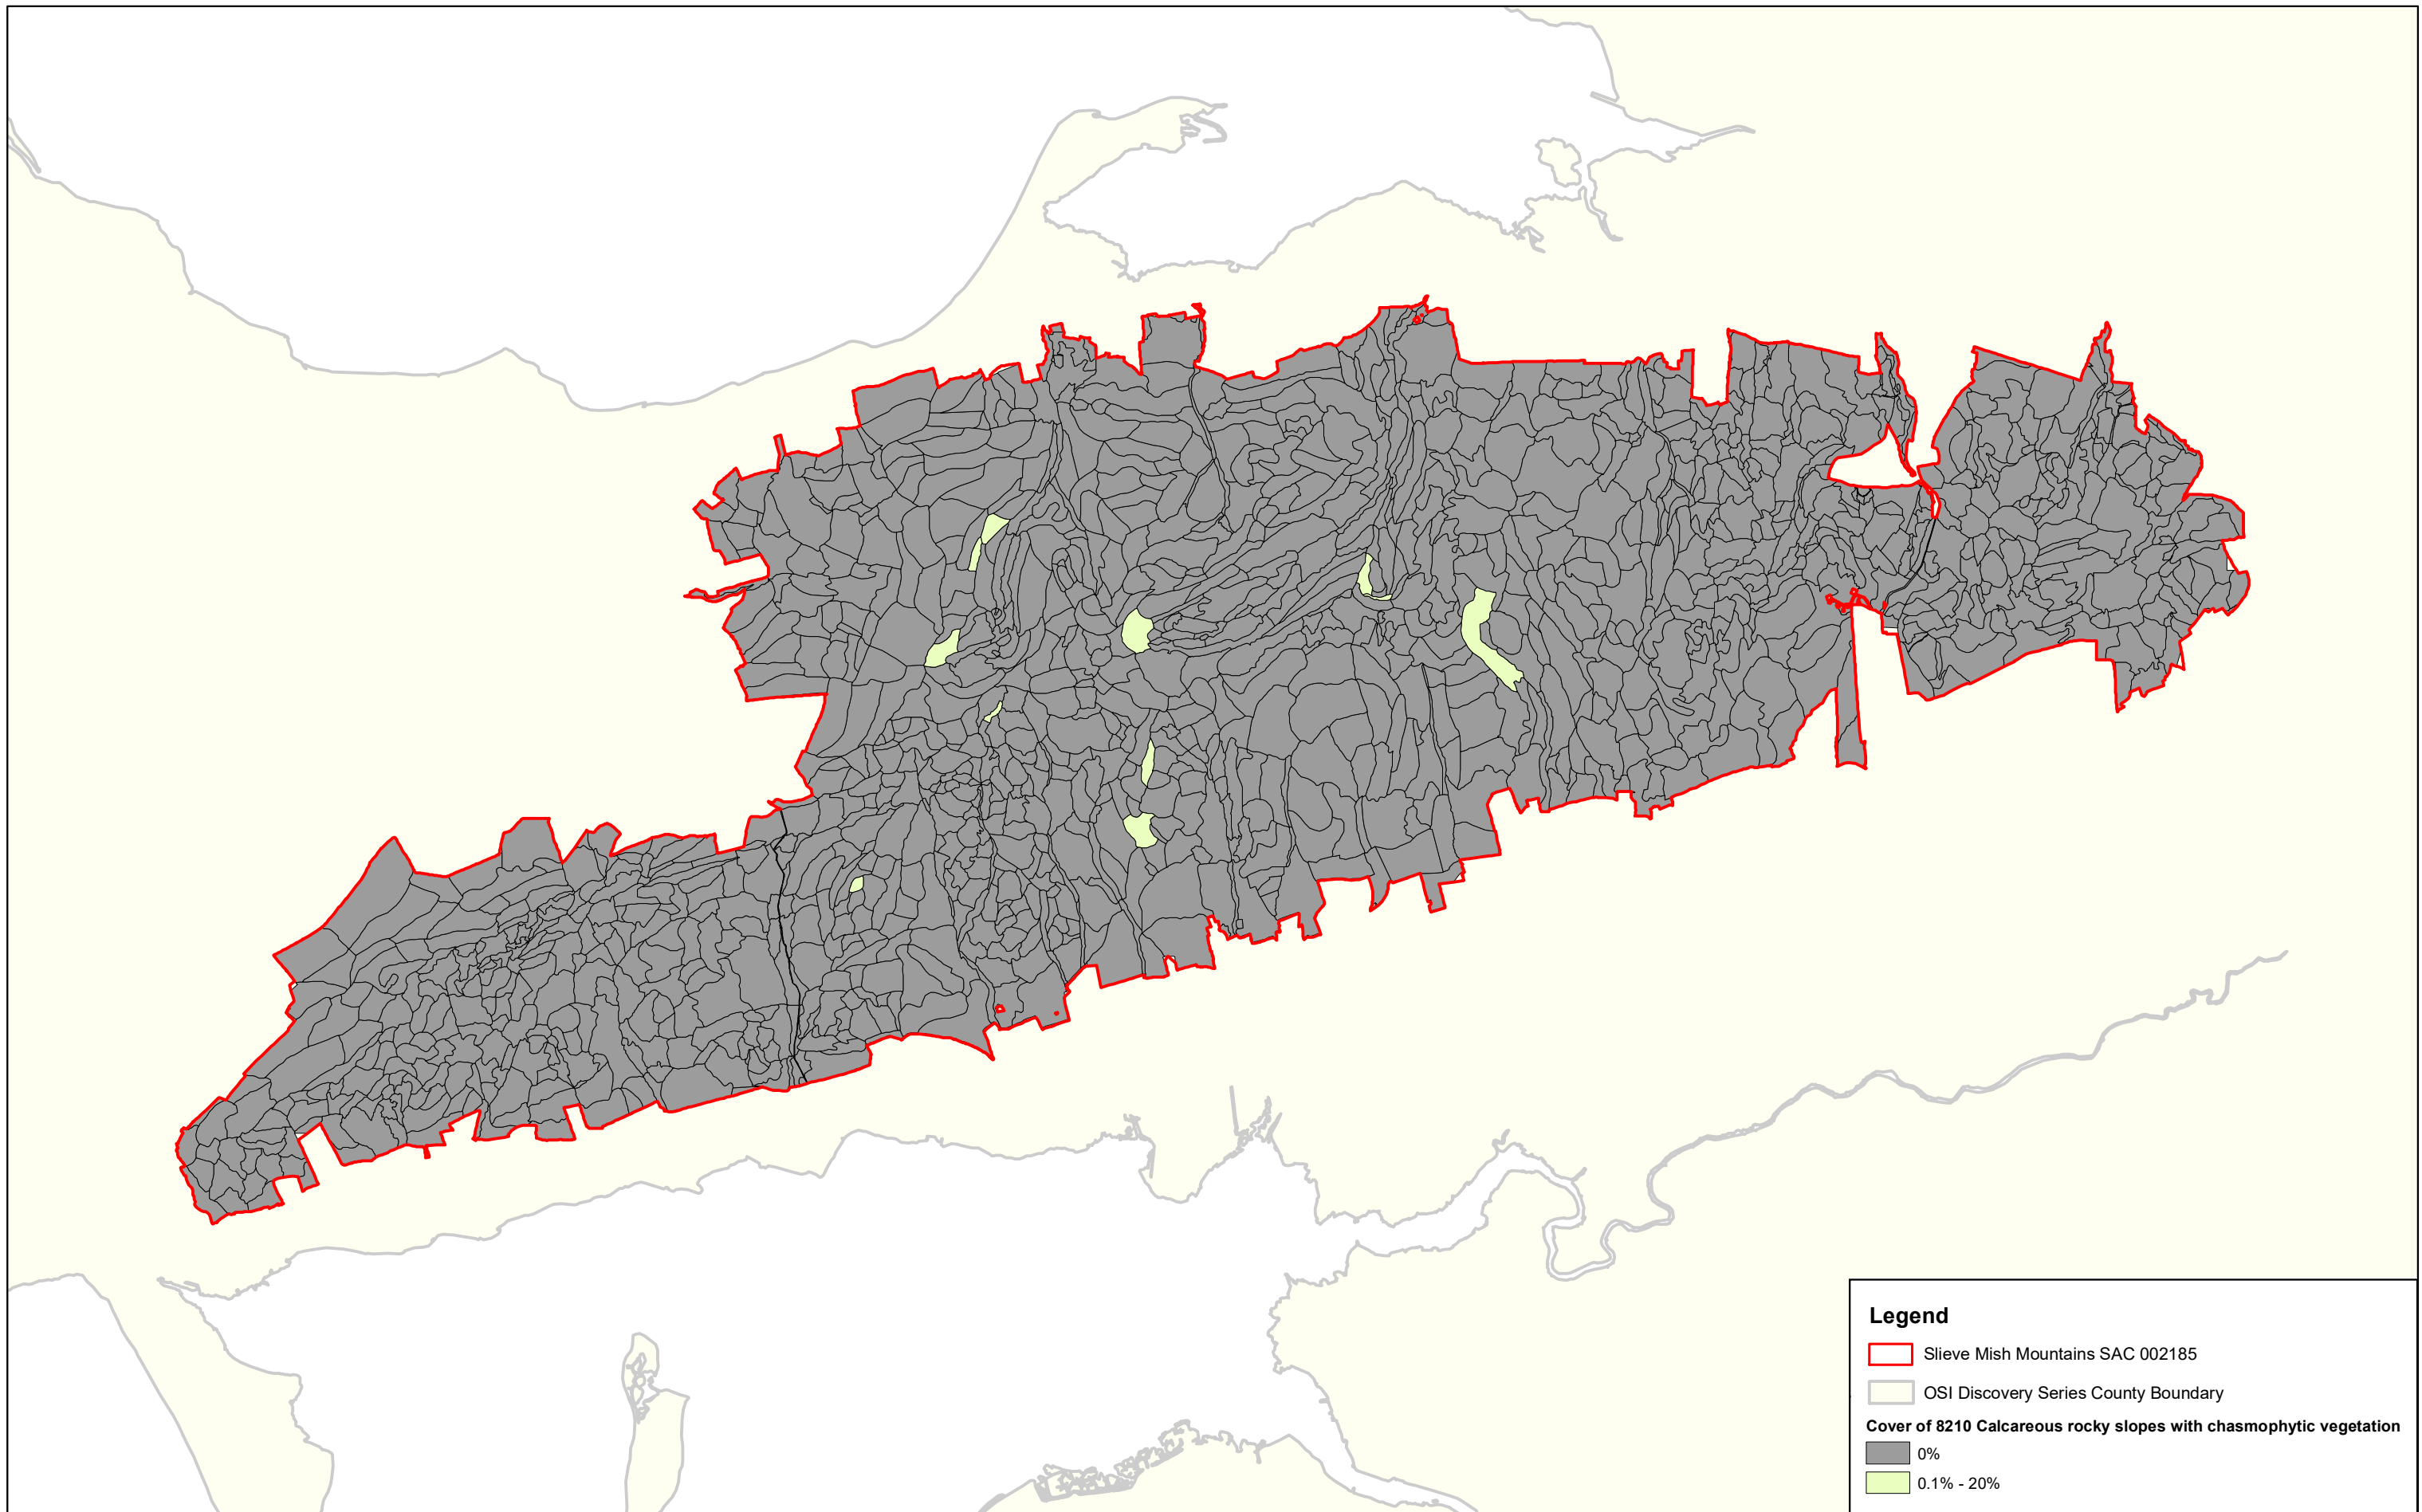 Legend
Slieve Mish Mountains SAC 002185
OSI Discovery Series County Boundary
Cover of 8210 Calcareous rocky slopes with chasmophytic vegetation
0%
0.1% - 20%